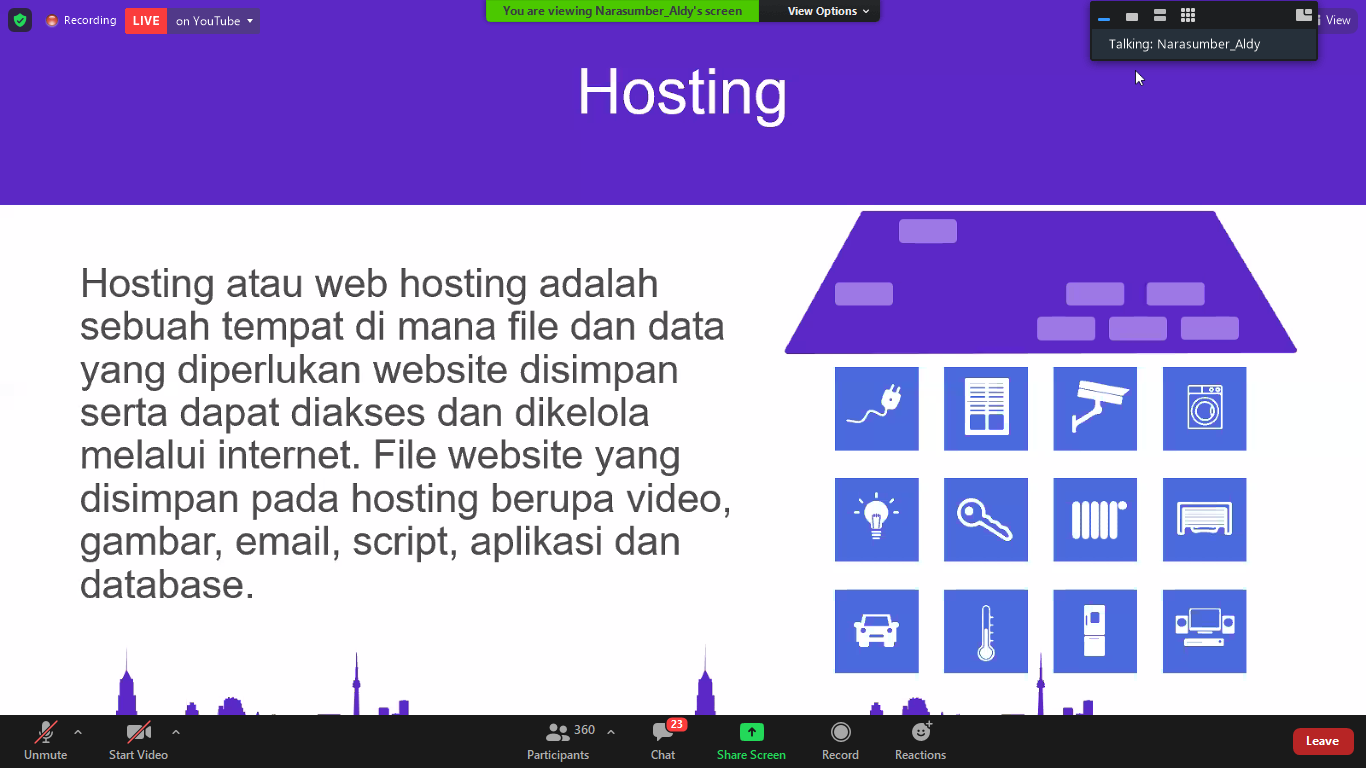 Recording
LIVE
on YouTube
You are viewing Narasumber_Aldy's screen
View Options
View
Talking: Narasumber_Aldy
Hosting
Hosting atau web hosting adalah
sebuah tempat di mana file dan data
yang diperlukan website disimpan
serta dapat diakses dan dikelola
melalui internet. File website yang
disimpan pada hosting berupa video,
gambar, email, script, aplikasi dan
database.
Unmute
Start Video
360
Participants
23
Chat
Share Screen
Record
Reactions
Leave